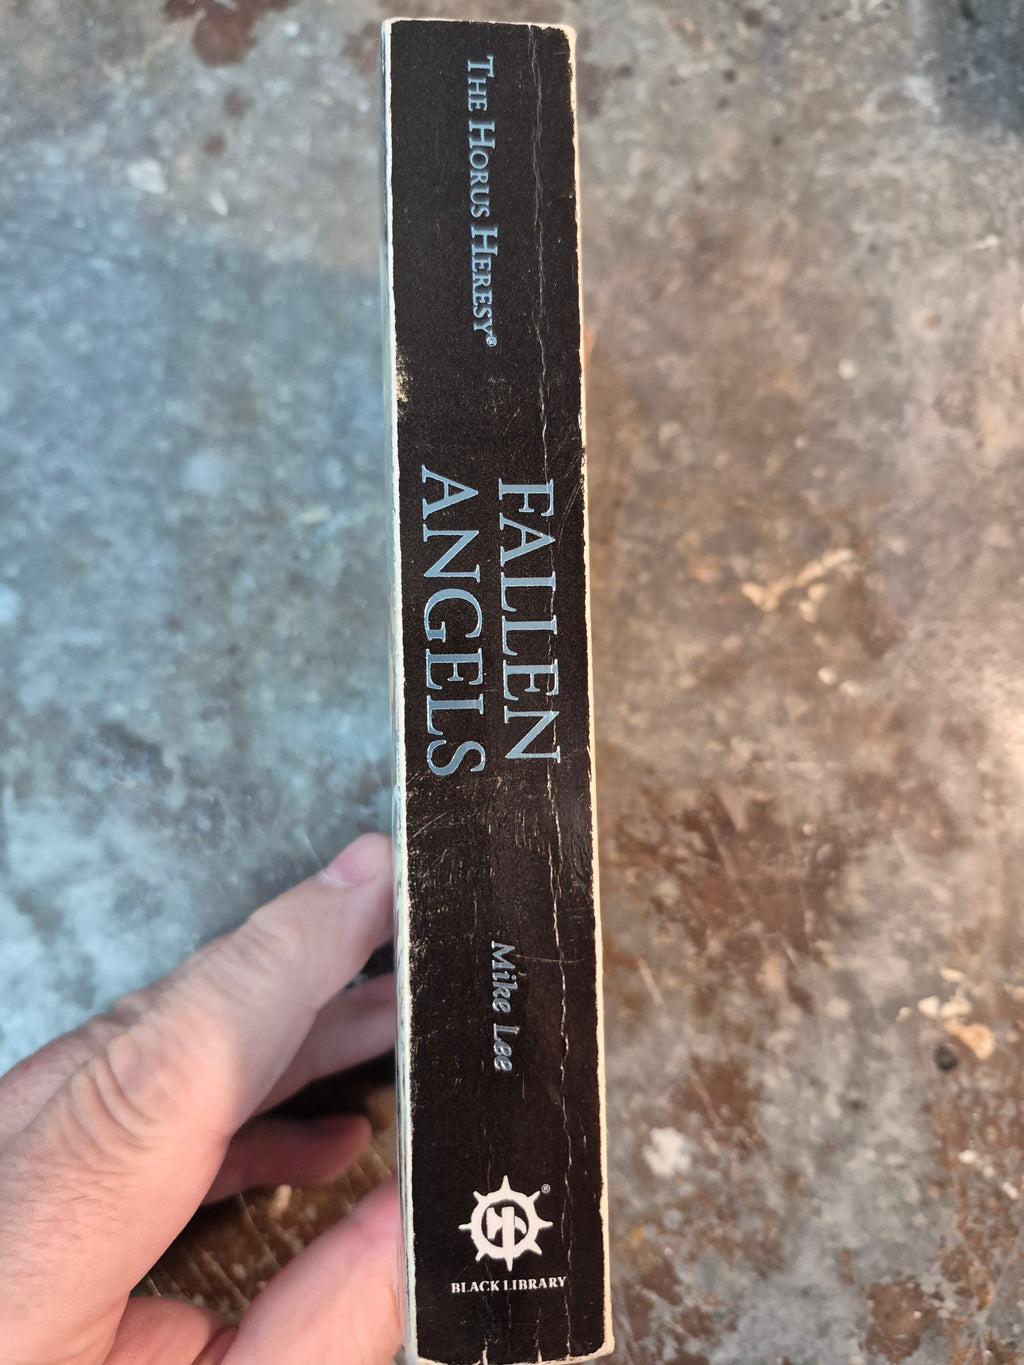 THE HORUS HERESY®
FALLEN
ANGELS
Mike Lee
®
BLACK LIBRARY